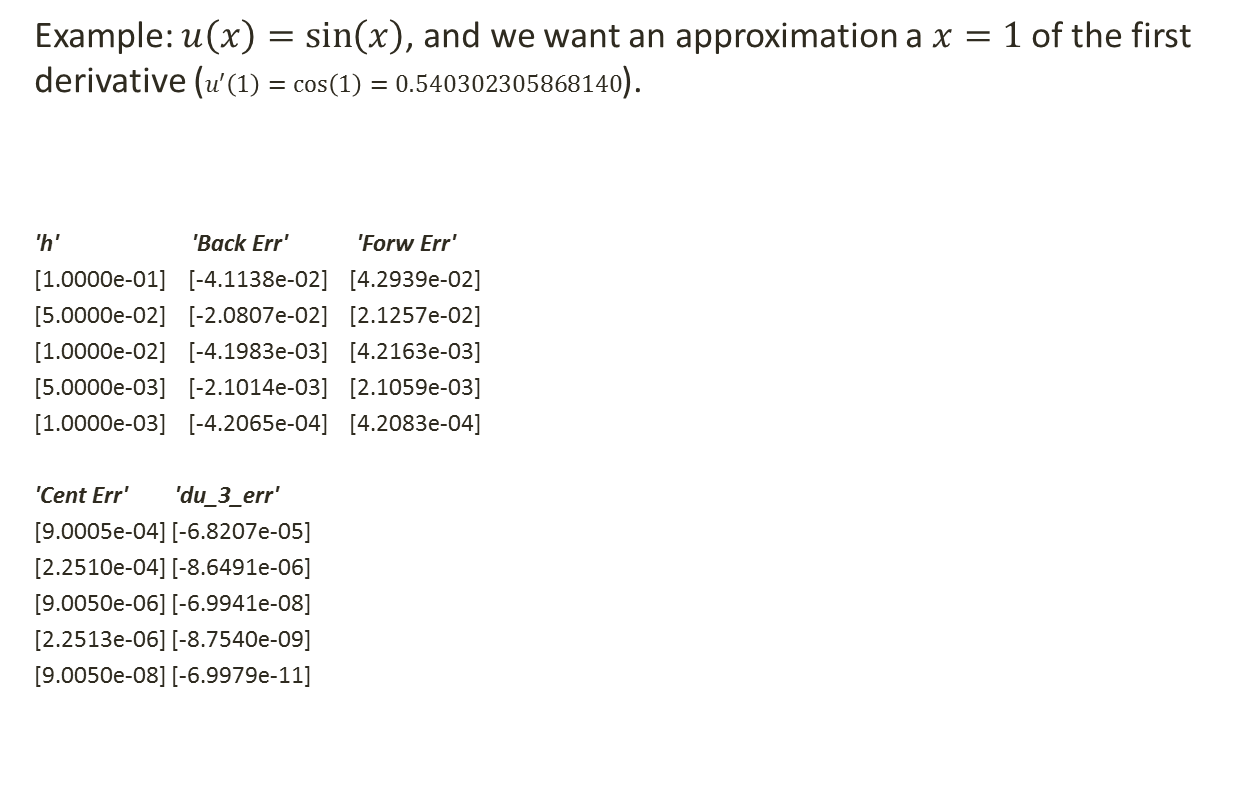 Example: u(x) = sin(x), and we want an approximation a x = 1 of the first
derivative (u′(1) = cos(1) = 0.540302305868140).
'h' 'Back Err' 'Forw Err'
[1.0000e-01] [-4.1138e-02] [4.2939e-02]
[5.0000e-02] [-2.0807e-02] [2.1257e-02]
[1.0000e-02] [-4.1983e-03] [4.2163e-03]
[5.0000e-03] [-2.1014e-03] [2.1059e-03]
[1.0000e-03] [-4.2065e-04] [4.2083e-04]
'Cent Err' 'du_3_err'
[9.0005e-04] [-6.8207e-05]
[2.2510e-04] [-8.6491e-06]
[9.0050e-06] [-6.9941e-08]
[2.2513e-06] [-8.7540e-09]
[9.0050e-08] [-6.9979e-11]